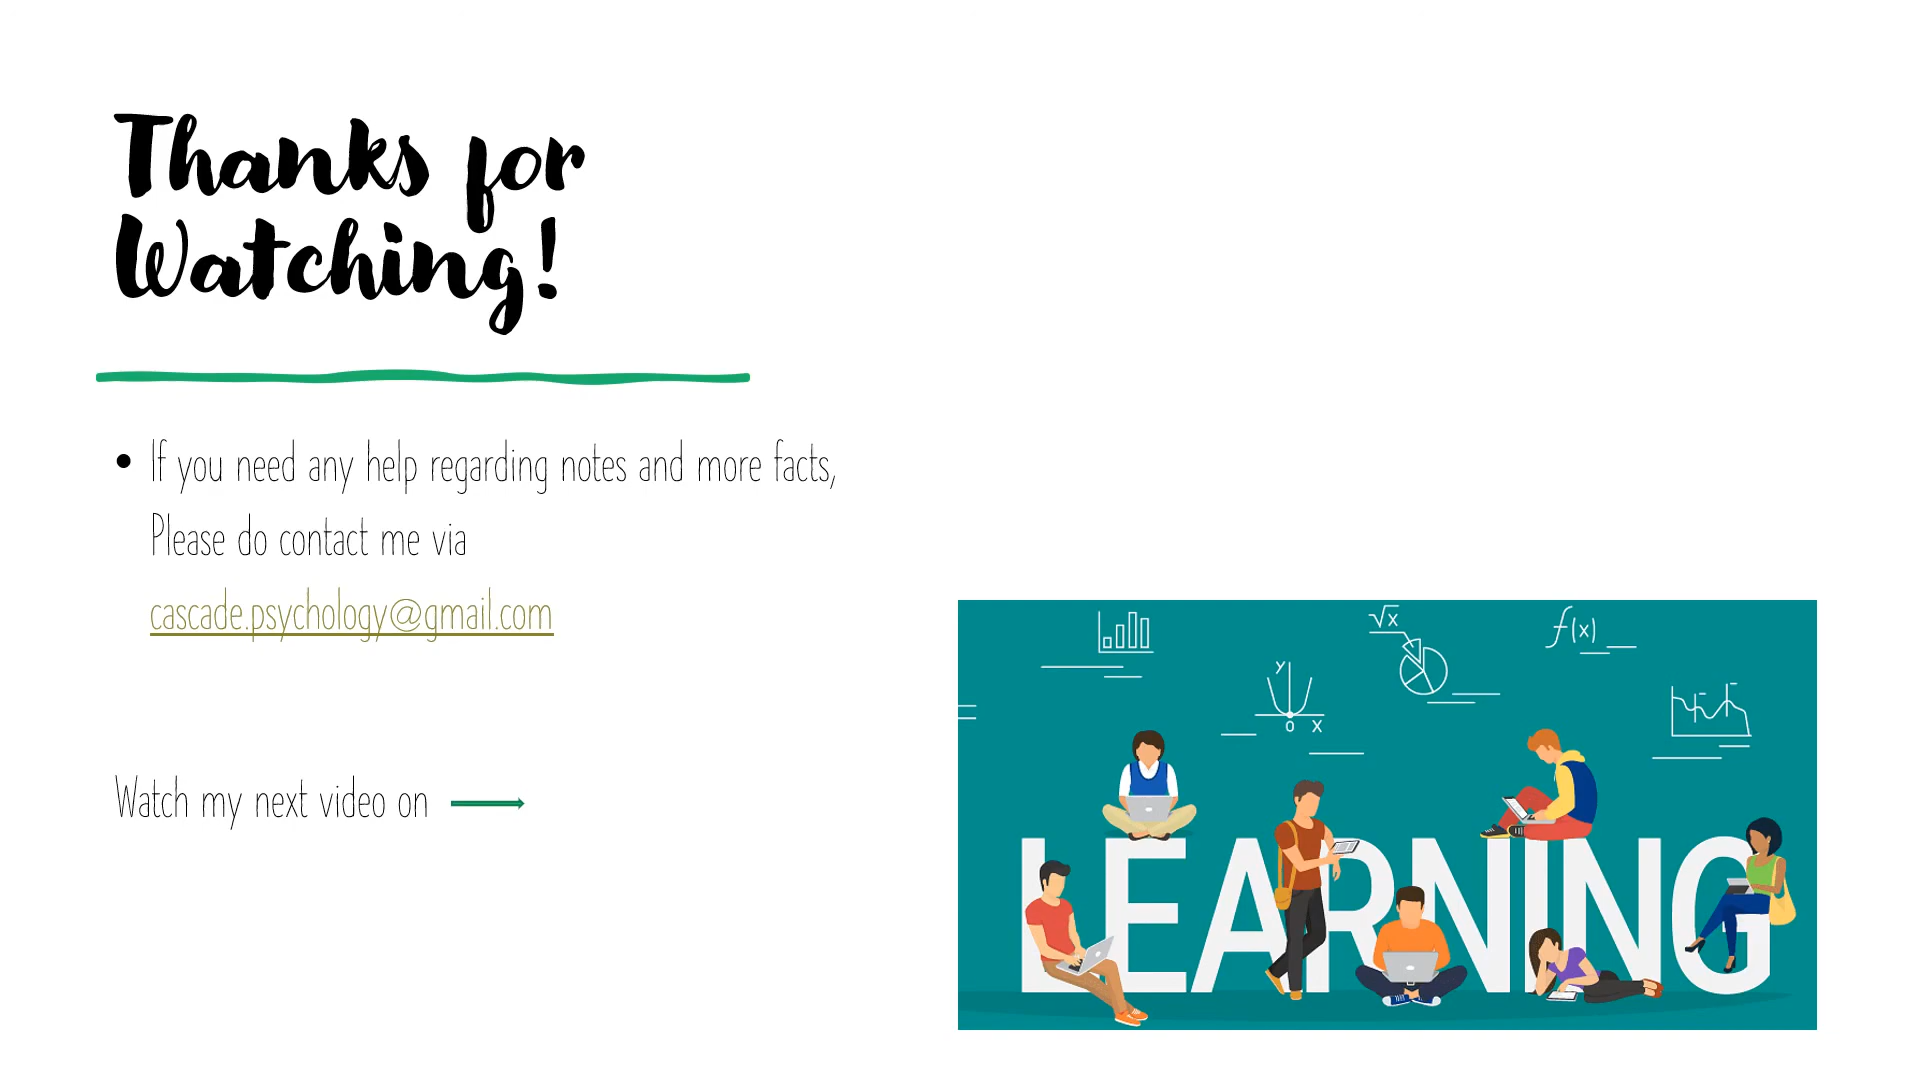 Thanks for
Watching!
• If you need any help regarding notes and more facts,
Please do contact me via
cascade.psychology@gmail.com
Watch my next video on
√x
f(x)
y
0 X
LEARNING